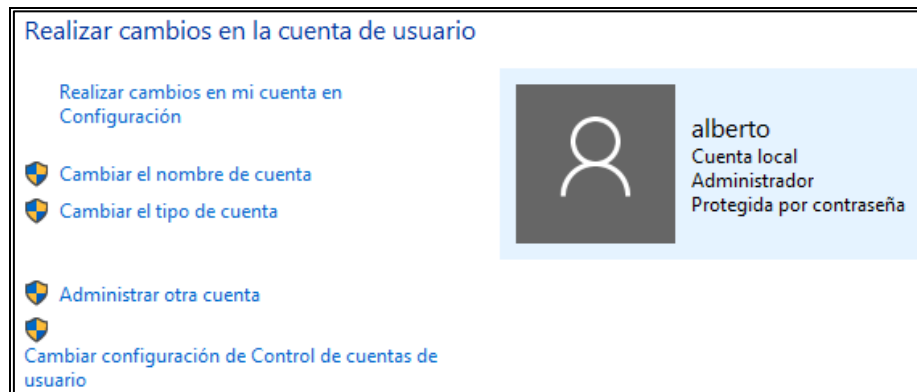 Realizar cambios en la cuenta de usuario
Realizar cambios en mi cuenta en
Configuración
Cambiar el nombre de cuenta
Cambiar el tipo de cuenta
Administrar otra cuenta
Cambiar configuración de Control de cuentas de
usuario
alberto
Cuenta local
Administrador
Protegida por contraseña